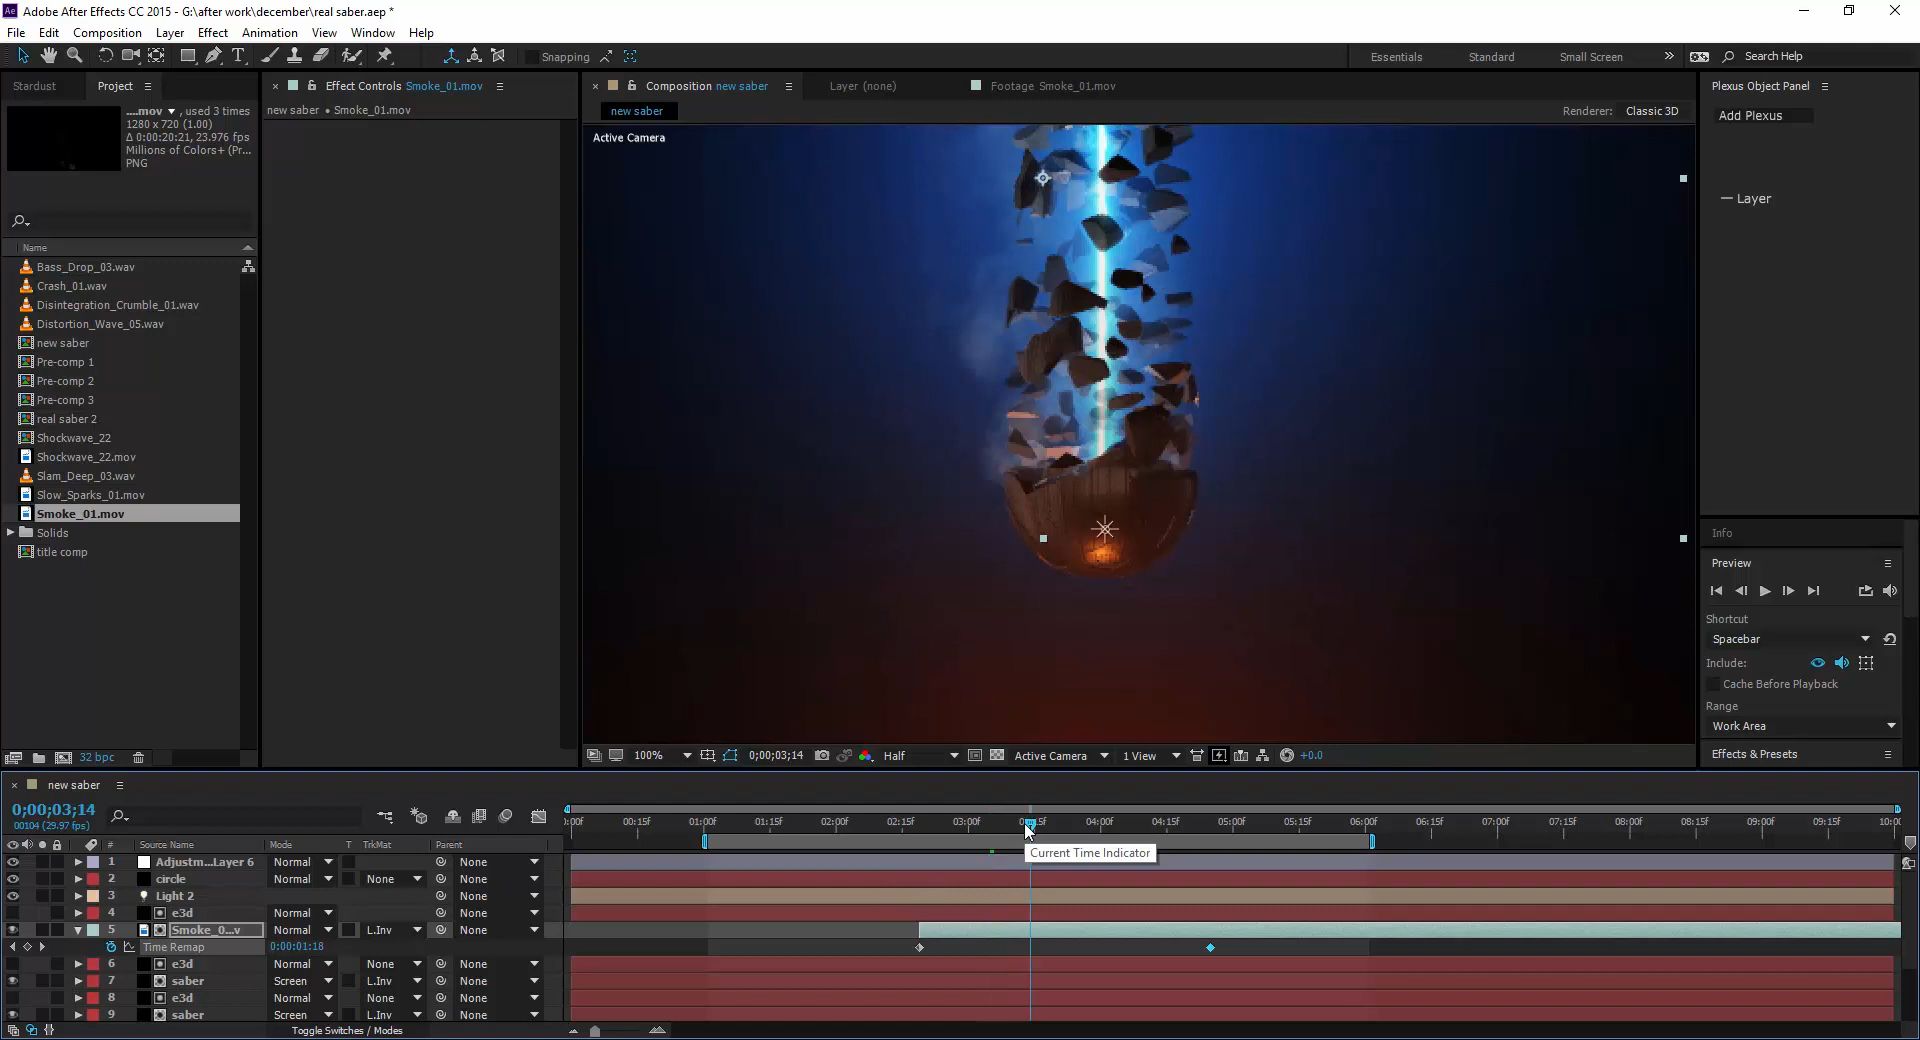 Ae Adobe After Effects CC 2015 - G:\after work\december\real saber.aep *
File Edit Composition Layer Effect Animation View Window Help
Snapping
Essentials Standard Small Screen Search Help
Stardust Project
Effect Controls Smoke_01.mov
Composition new saber Layer (none) Footage Smoke_01.mov
Plexus Object Panel
....mov , used 3 times
1280 x 720 (1.00)
Δ 0:00:20:21, 23.976 fps
Millions of Colors+ (Pr...
PNG
new saber • Smoke_01.mov
new saber
Renderer: Classic 3D
Add Plexus
Active Camera
Layer
Name
Bass_Drop_03.wav
Crash_01.wav
Disintegration_Crumble_01.wav
Distortion_Wave_05.wav
new saber
Pre-comp 1
Pre-comp 2
Pre-comp 3
real saber 2
Shockwave_22
Shockwave_22.mov
Slam_Deep_03.wav
Slow_Sparks_01.mov
Smoke_01.mov
Solids
title comp
Info
Preview
Shortcut
Spacebar
Include:
Cache Before Playback
Range
Work Area
Effects & Presets
32 bpc
100% 0;00;03;14 Half Active Camera 1 View +0.0
new saber
0;00;03;14
00104 (29.97 fps)
00f 00:15f 01:00f 01:15f 02:00f 02:15f 03:00f 15f 04:00f 04:15f 05:00f 05:15f 06:00f 06:15f 07:00f 07:15f 08:00f 08:15f 09:00f 09:15f 10:00
# Source Name Mode T TrkMat Parent
Current Time Indicator
1 Adjustm...Layer 6 Normal None
2 circle Normal None None
3 Light 2 None
4 e3d Normal None
5 Smoke_0...v Normal L.Inv None
Time Remap 0:00:01:18
6 e3d Normal None None
7 saber Screen L.Inv None
8 e3d Normal None None
9 saber Screen L.Inv None
Toggle Switches / Modes